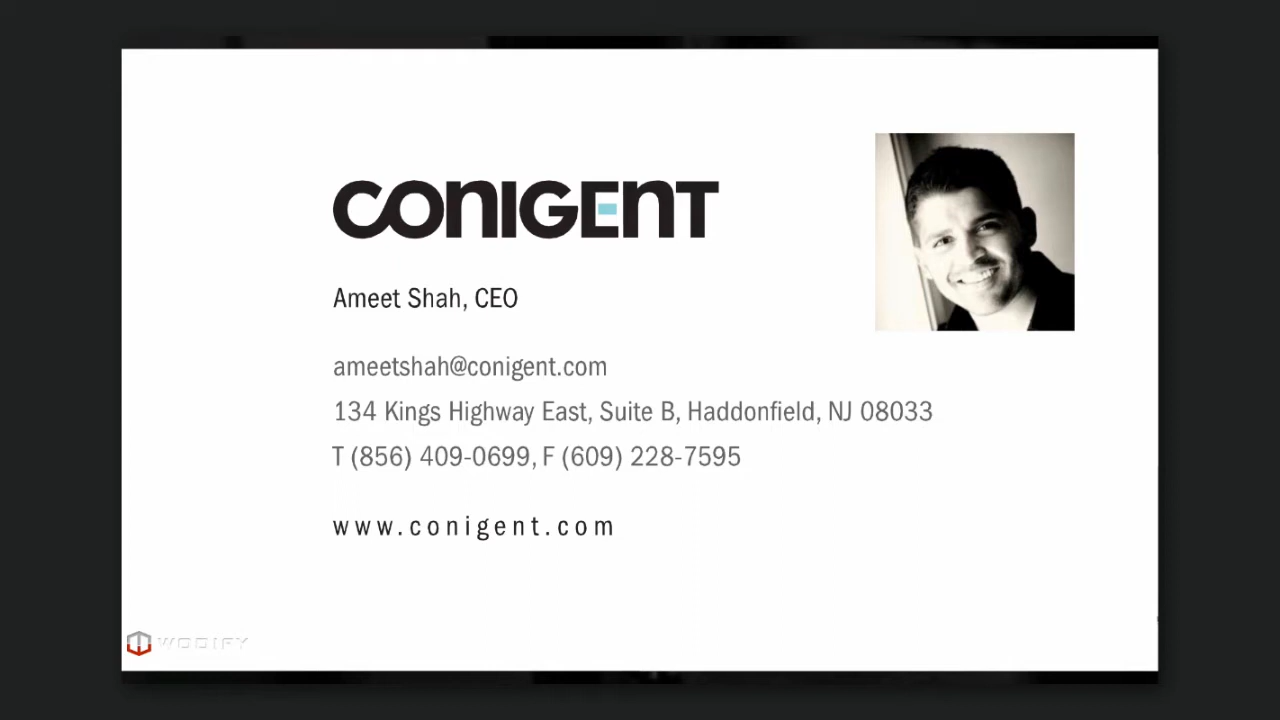 CONIGENT
Ameet Shah, CEO
ameetshah@conigent.com
134 Kings Highway East, Suite B, Haddonfield, NJ 08033
T (856) 409-0699, F (609) 228-7595
www.conigent.com
WODIFY